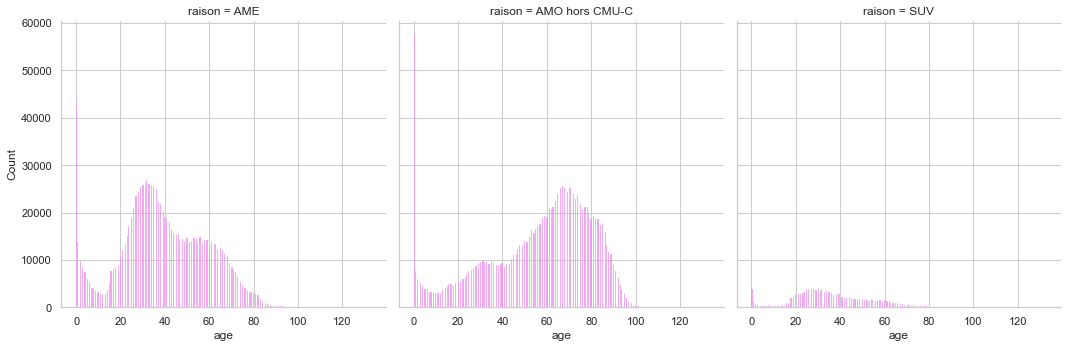 raison = AME
raison = AMO hors CMU-C
raison = SUV
60000
50000
40000
30000
20000
10000
0
Count
0 20 40 60 80 100 120
0 20 40 60 80 100 120
0 20 40 60 80 100 120
age
age
age